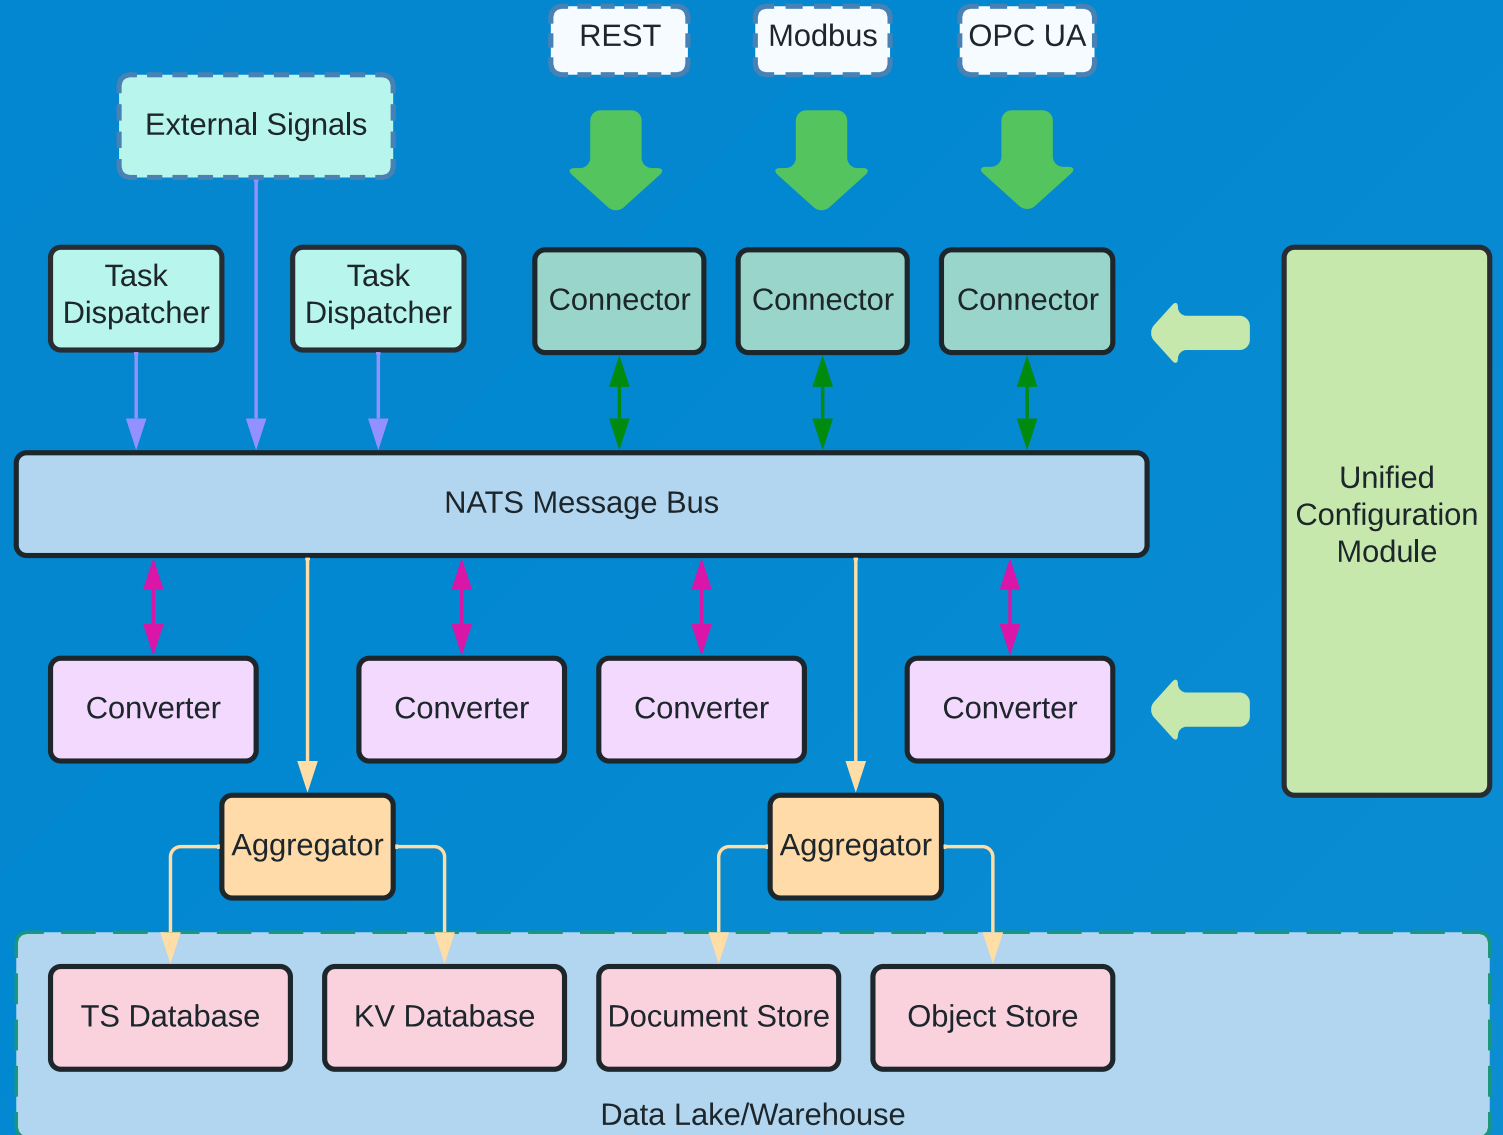 REST
Modbus
OPC UA
External Signals
Task
Dispatcher
Task
Dispatcher
Connector
Connector
Connector
NATS Message Bus
Unified
Configuration
Module
Converter
Converter
Converter
Converter
Aggregator
Aggregator
TS Database
KV Database
Document Store
Object Store
Data Lake/Warehouse